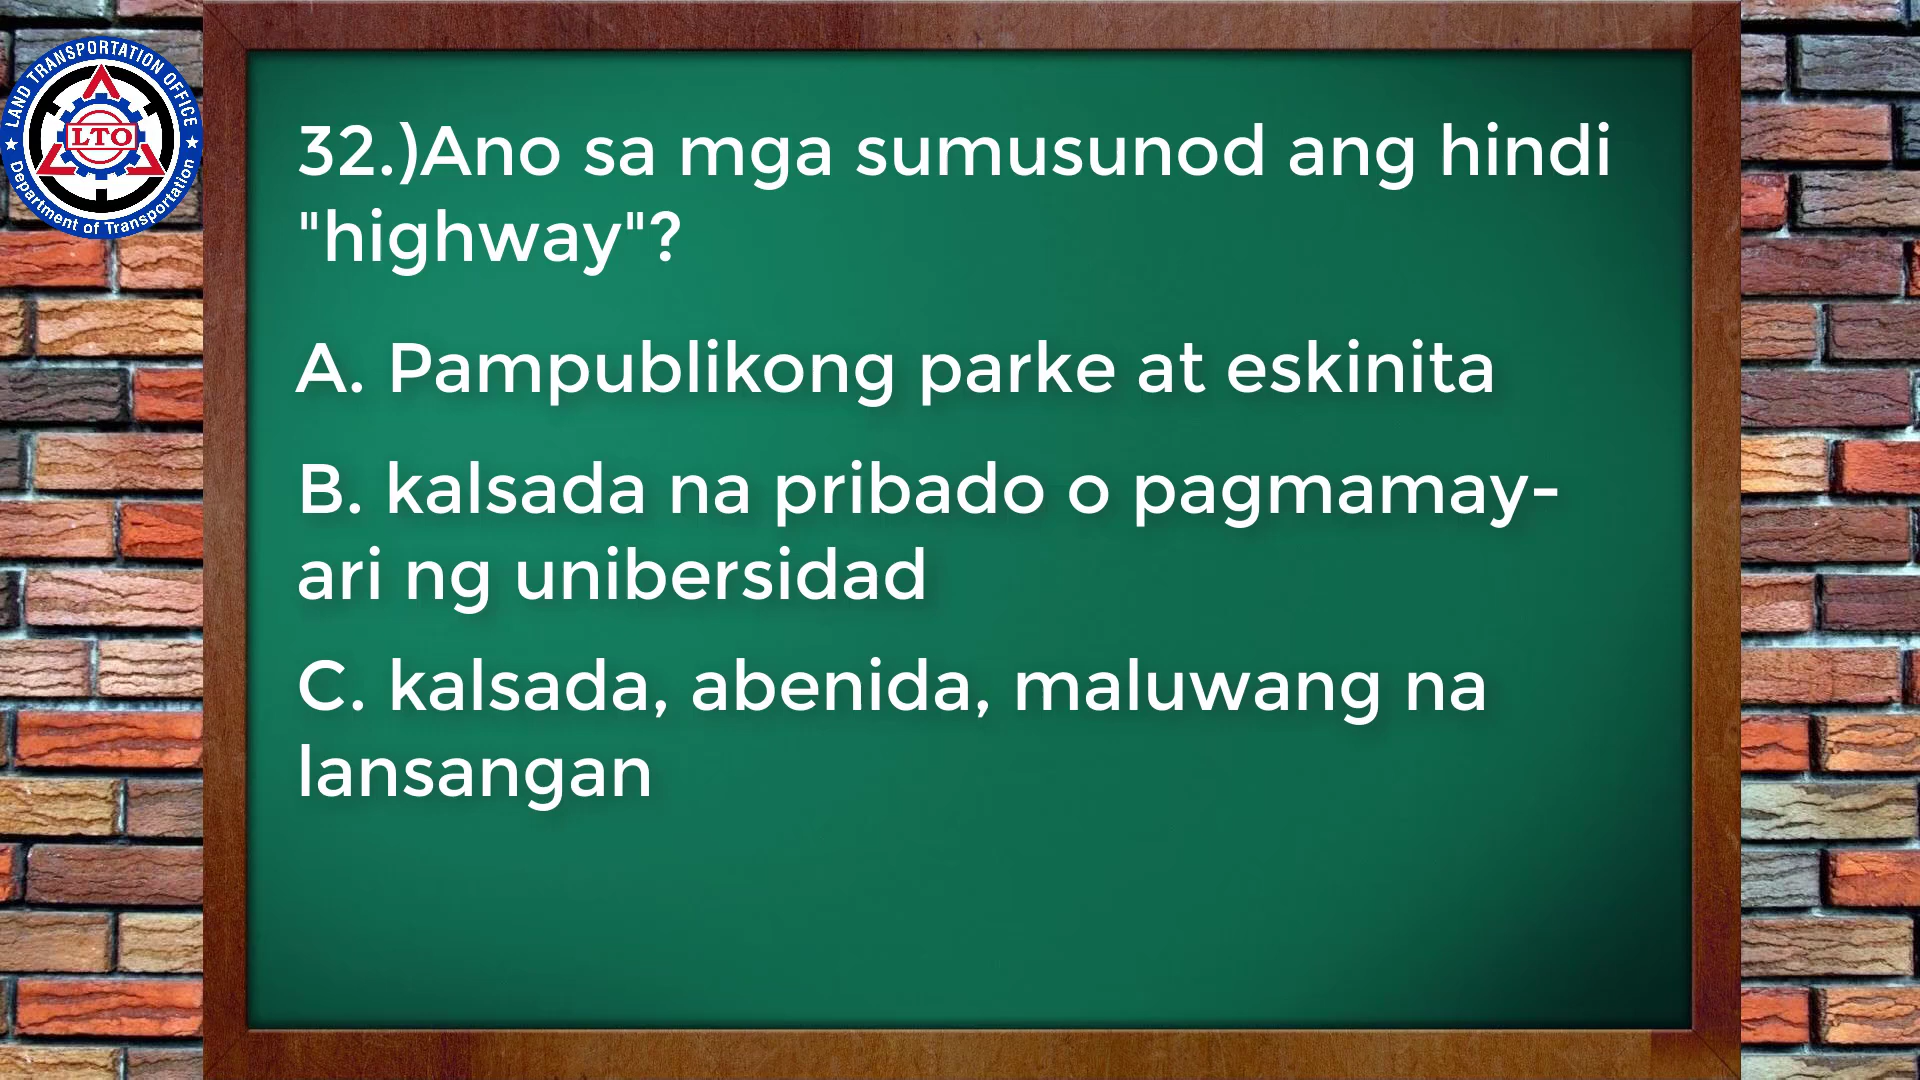 LAND TRANSPORTATION OFFICE
LTO
Department of Transportation
32.)Ano sa mga sumusunod ang hindi
"highway"?
A. Pampublikong parke at eskinita
B. kalsada na pribado o pagmamay-
ari ng unibersidad
C. kalsada, abenida, maluwang na
lansangan